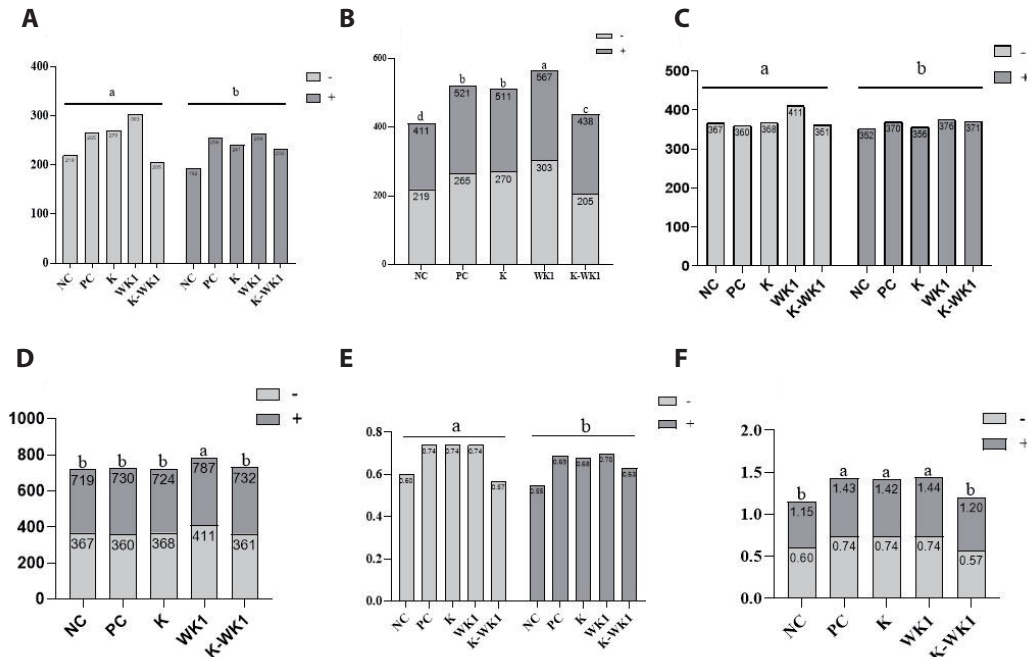 A
-
+
400
300
200
100
0
a
b
219 265 270 303 205 192 256 241 264 233
NC PC K WK1 K-WK1 NC PC K WK1 K-WK1
B
-
+
600
400
200
0
d b b a c
411 521 511 567 438
219 265 270 303 205
NC PC K WK1 K-WK1
C
-
+
500
400
300
200
100
0
a
b
367 360 368 411 361 352 370 356 376 371
NC PC K WK1 K-WK1 NC PC K WK1 K-WK1
D
-
+
1000
800
600
400
200
0
b b b a b
719 730 724 787 732
367 360 368 411 361
NC PC K WK1 K-WK1
E
-
+
0.8
0.6
0.4
0.2
0.0
a
b
0.60 0.74 0.74 0.74 0.57 0.55 0.69 0.68 0.70 0.63
NC PC K WK1 K-WK1 NC PC K WK1 K-WK1
F
-
+
2.0
1.5
1.0
0.5
0.0
b a a a b
1.15 1.43 1.42 1.44 1.20
0.60 0.74 0.74 0.74 0.57
NC PC K WK1 K-WK1